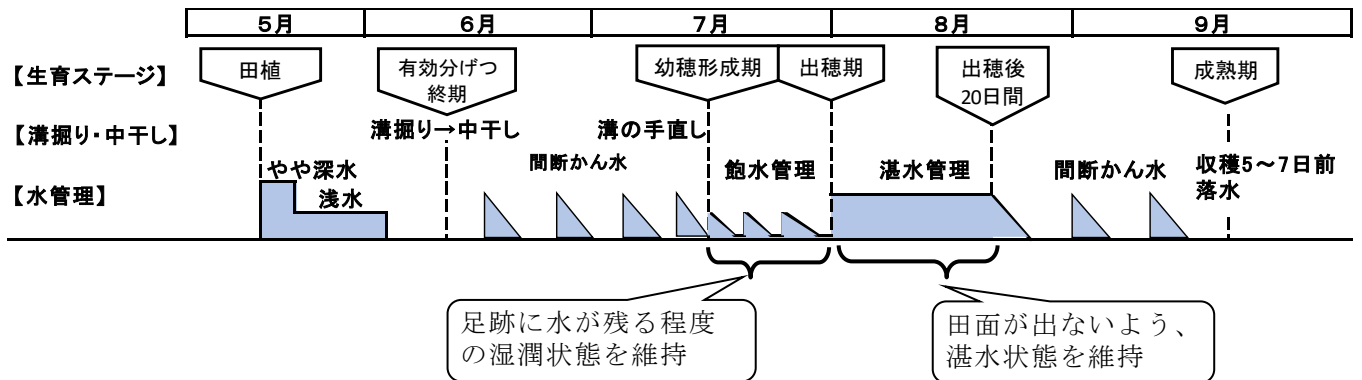 5月 6月 7月 8月 9月
【生育ステージ】
田植
有効分げつ
終期
幼穂形成期
出穂期
出穂後
20日間
成熟期
【溝掘り・中干し】
溝掘り→中干し
溝の手直し
【水管理】
やや深水
浅水
間断かん水
飽水管理
湛水管理
間断かん水
収穫5～7日前
落水
足跡に水が残る程度
の湿潤状態を維持
田面が出ないよう、
湛水状態を維持